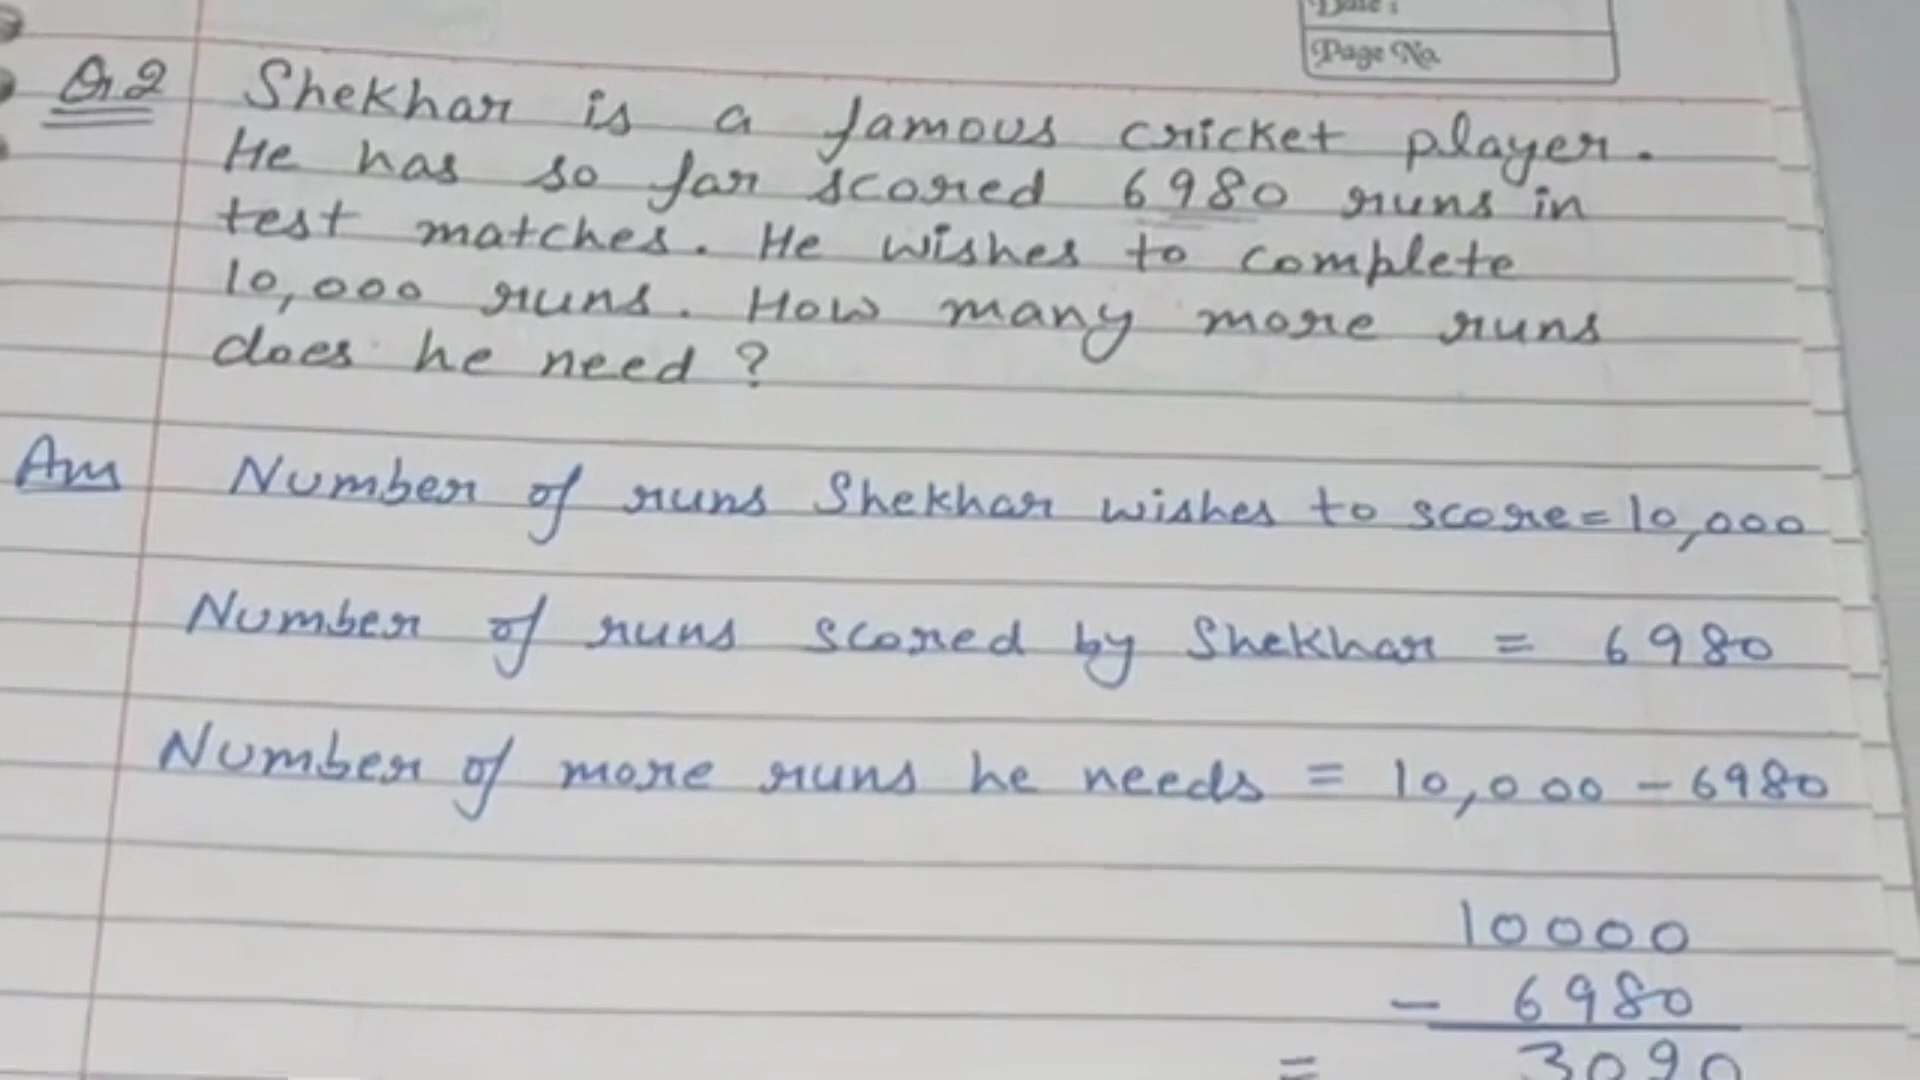 Date :
Page No.
Q.2 Shekhar is a famous cricket player.
He has so far scored 6980 runs in
test matches. He wishes to complete
10,000 runs. How many more runs
does he need ?
Ans Number of runs Shekhar wishes to score = 10,000
Number of runs scored by Shekhar = 6980
Number of more runs he needs = 10,000 - 6980
10000
- 6980
=